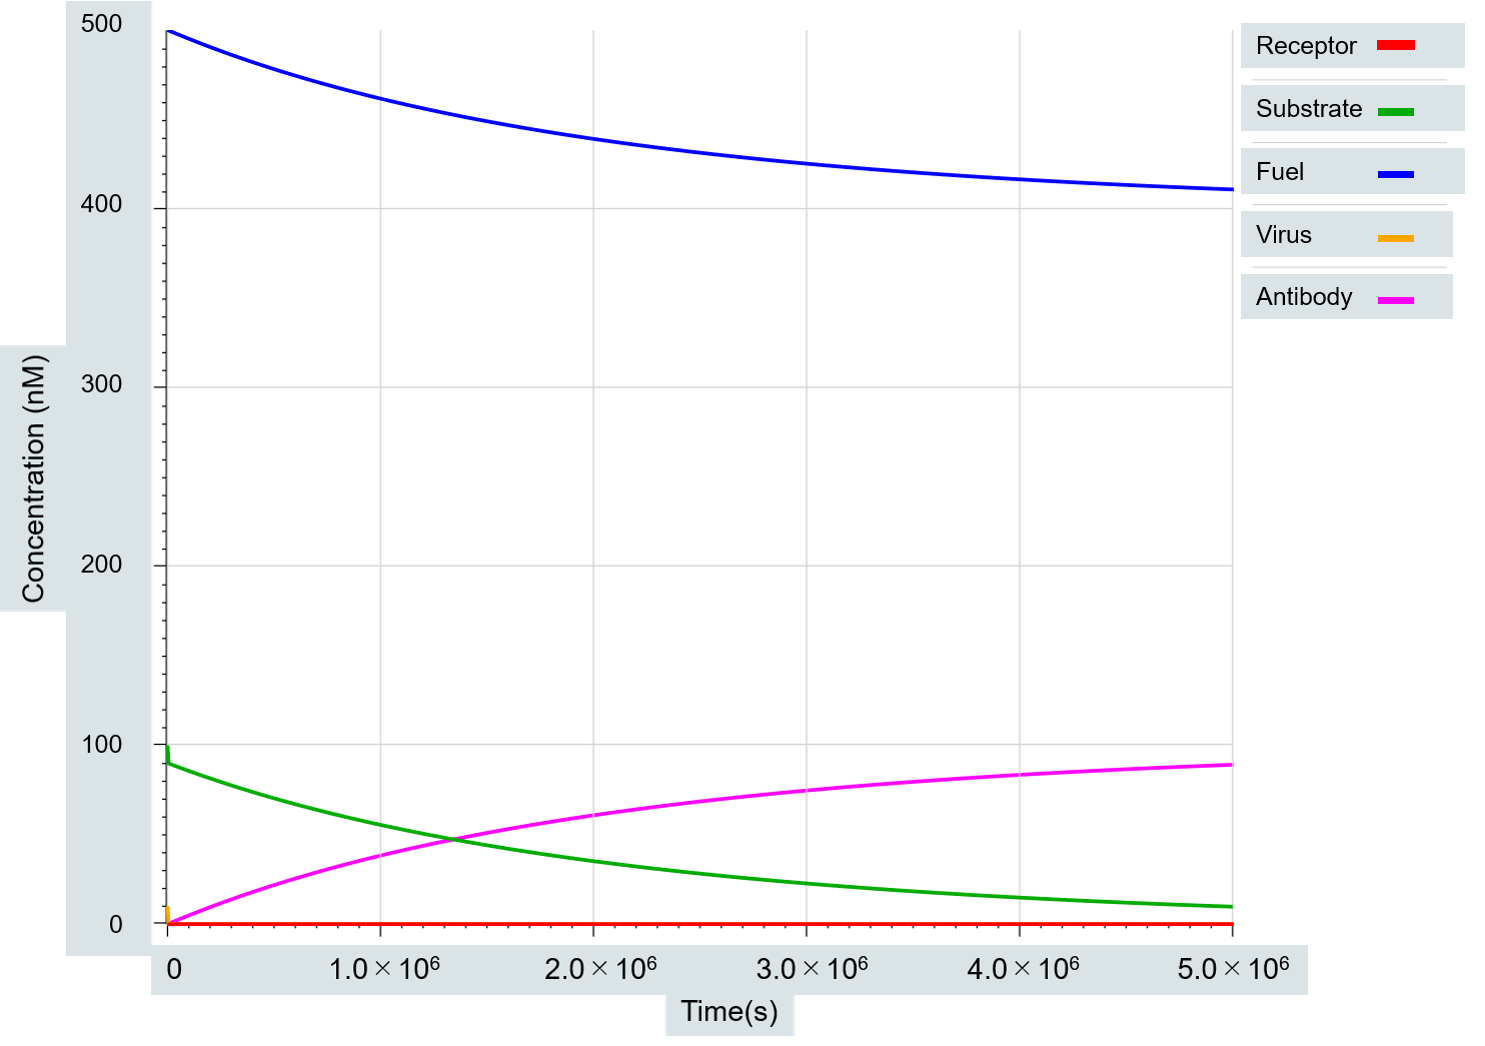 500
400
300
200
100
0
Concentration (nM)
0 1.0×10⁶ 2.0×10⁶ 3.0×10⁶ 4.0×10⁶ 5.0×10⁶
Time(s)
Receptor
Substrate
Fuel
Virus
Antibody